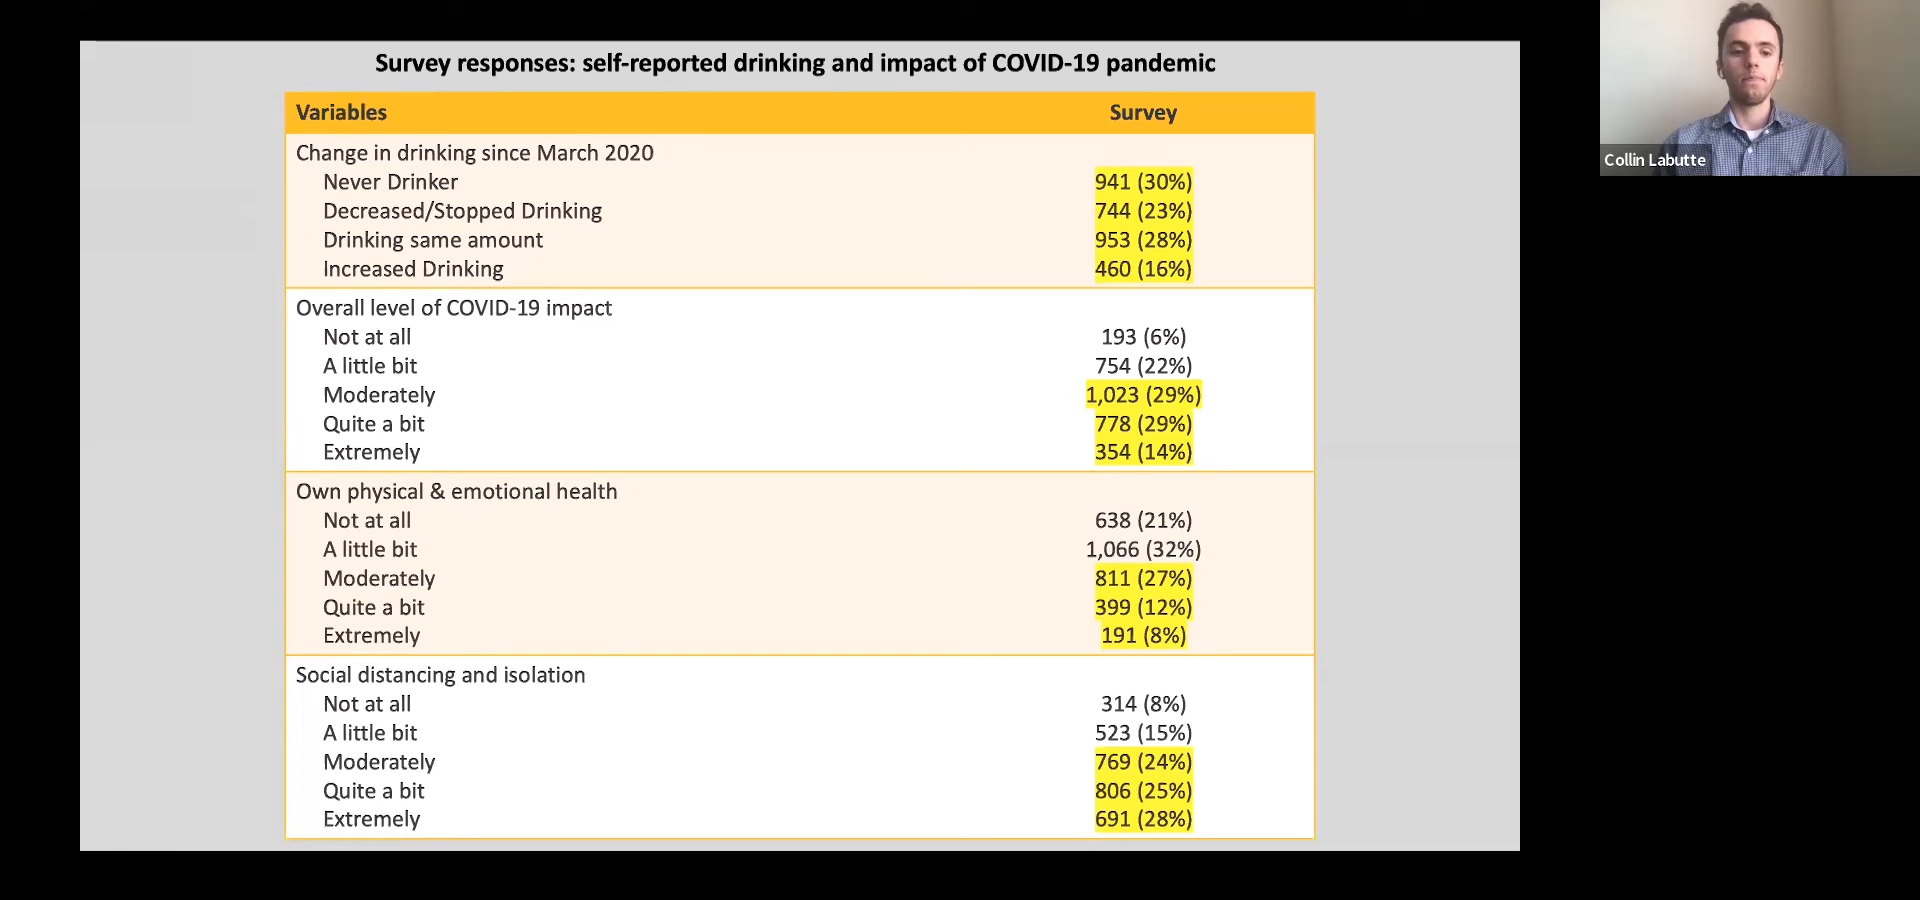 Survey responses: self-reported drinking and impact of COVID-19 pandemic
Variables Survey
Change in drinking since March 2020
Never Drinker 941 (30%)
Decreased/Stopped Drinking 744 (23%)
Drinking same amount 953 (28%)
Increased Drinking 460 (16%)
Overall level of COVID-19 impact
Not at all 193 (6%)
A little bit 754 (22%)
Moderately 1,023 (29%)
Quite a bit 778 (29%)
Extremely 354 (14%)
Own physical & emotional health
Not at all 638 (21%)
A little bit 1,066 (32%)
Moderately 811 (27%)
Quite a bit 399 (12%)
Extremely 191 (8%)
Social distancing and isolation
Not at all 314 (8%)
A little bit 523 (15%)
Moderately 769 (24%)
Quite a bit 806 (25%)
Extremely 691 (28%)
Collin Labutte